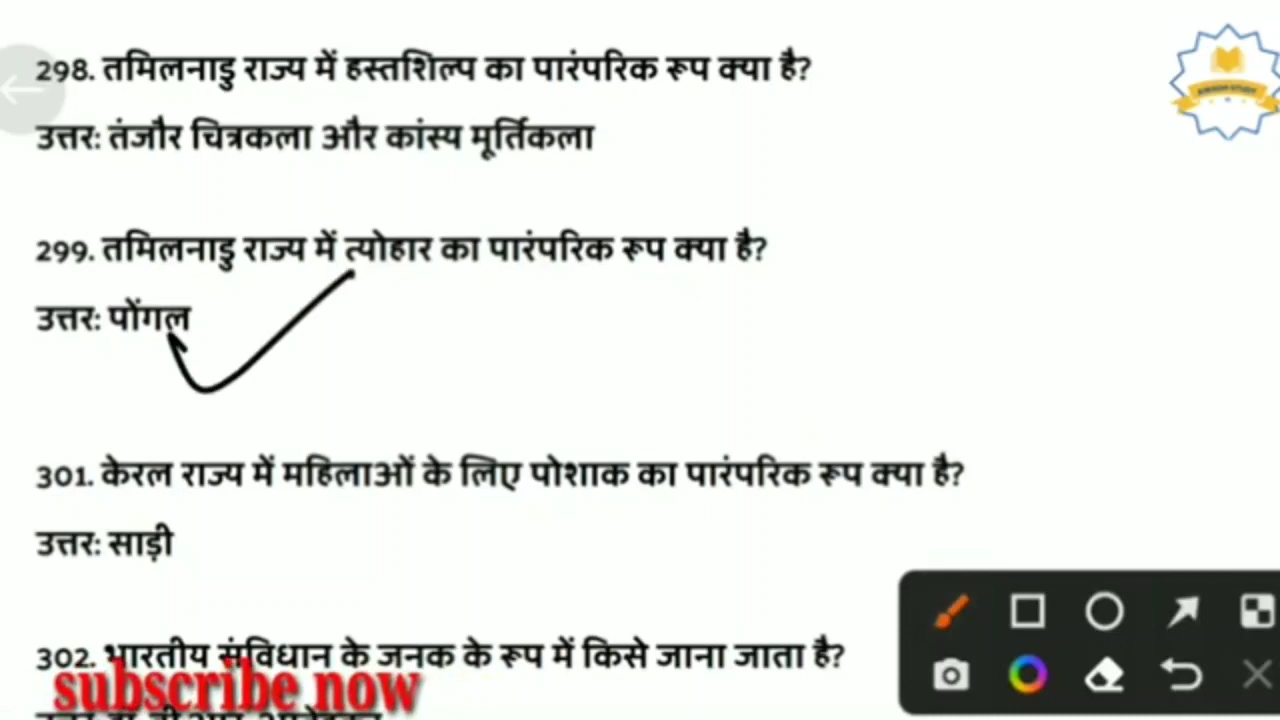 298. तमिलनाडु राज्य में हस्तशिल्प का पारंपरिक रूप क्या है?
उत्तर: तंजौर चित्रकला और कांस्य मूर्तिकला
299. तमिलनाडु राज्य में त्योहार का पारंपरिक रूप क्या है?
उत्तर: पोंगल
301. केरल राज्य में महिलाओं के लिए पोशाक का पारंपरिक रूप क्या है?
उत्तर: साड़ी
302. भारतीय संविधान के जनक के रूप में किसे जाना जाता है?
subscribe now